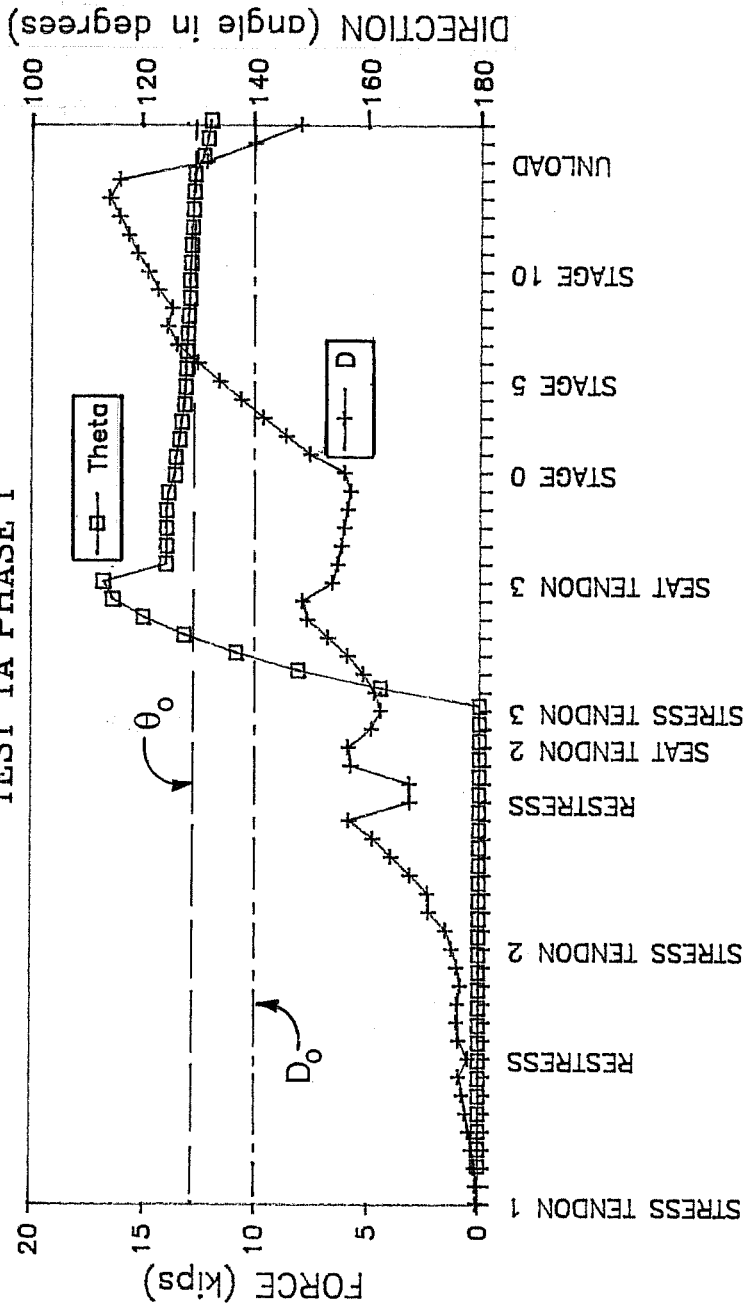 TEST 1A PHASE 1
FORCE (kips)
20
15
10
5
0
DIRECTION (angle in degrees)
100
120
140
160
180
Theta
D
θo
Do
STRESS TENDON 1
RESTRESS
STRESS TENDON 2
RESTRESS
SEAT TENDON 2
STRESS TENDON 3
SEAT TENDON 3
STAGE 0
STAGE 5
STAGE 10
UNLOAD